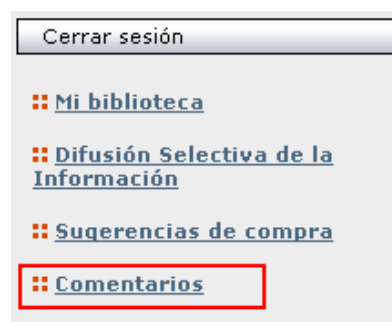 Cerrar sesión
Mi biblioteca
Difusión Selectiva de la
Información
Sugerencias de compra
Comentarios